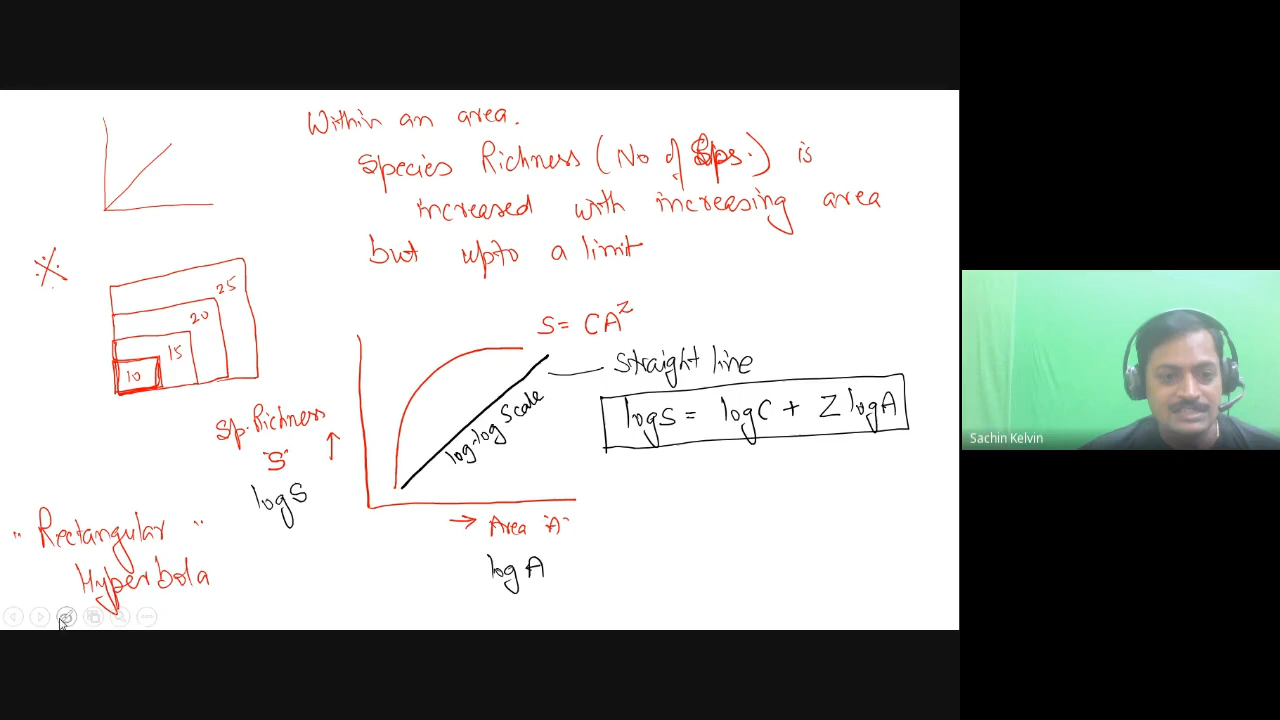 Within an area.
Species Richness (No of Sps.) is
increased with increasing area
but upto a limit
25
20
15
10
S = CA^Z
Straight line
log S = log C + Z log A
log-log Scale
Sp. Richness
"S"
log S
→ Area "A"
log A
"Rectangular"
Hyperbola
Sachin Kelvin